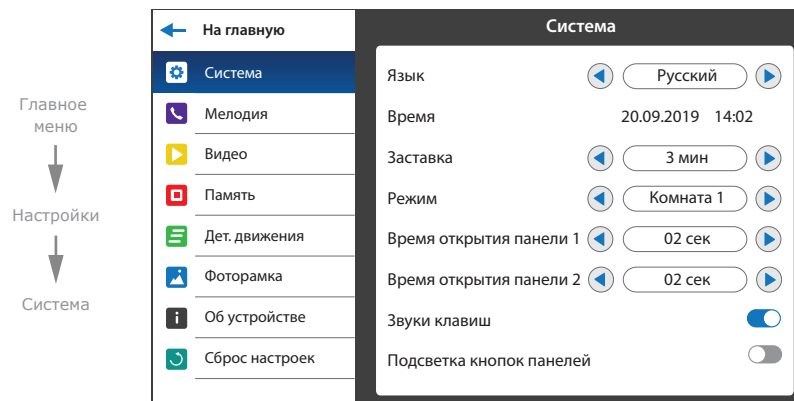 Главное
меню
Настройки
Система
На главную
Система
Мелодия
Видео
Память
Дет. движения
Фоторамка
Об устройстве
Сброс настроек
Система
Язык Русский
Время 20.09.2019 14:02
Заставка 3 мин
Режим Комната 1
Время открытия панели 1 02 сек
Время открытия панели 2 02 сек
Звуки клавиш
Подсветка кнопок панелей